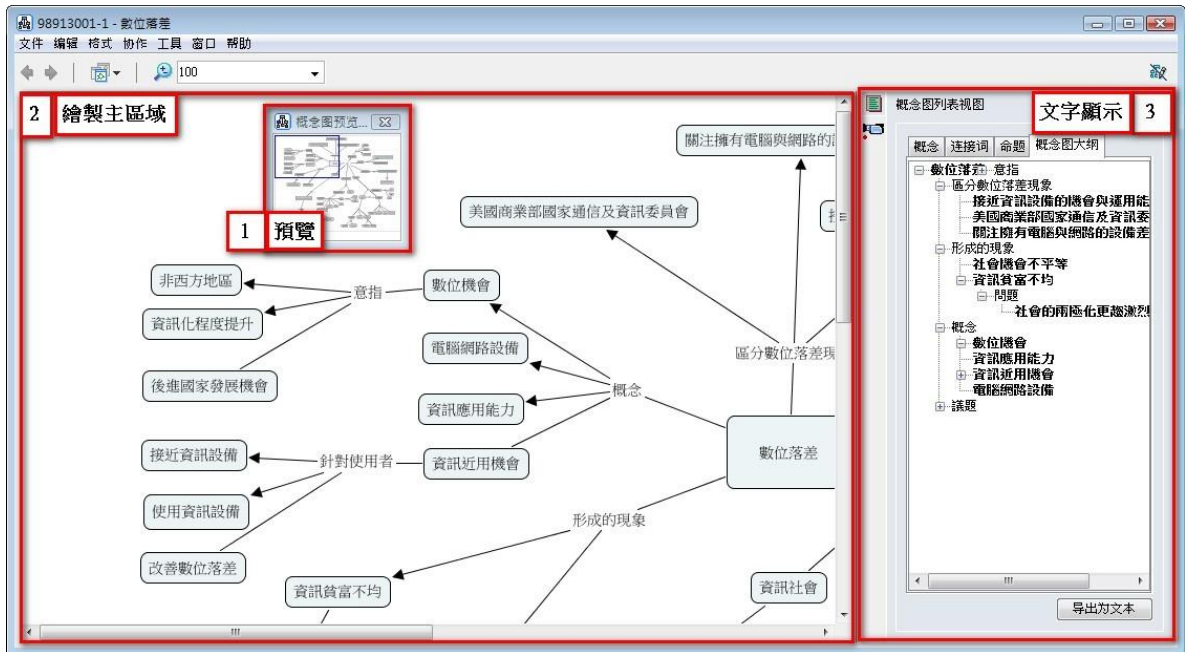 98913001-1 - 數位落差
文件 编辑 格式 协作 工具 窗口 帮助
100
2 繪製主區域
概念图预览...
1 預覽
關注擁有電腦與網路的
美國商業部國家通信及資訊委員會
非西方地區
意指
數位機會
資訊化程度提升
電腦網路設備
區分數位落差現
後進國家發展機會
概念
資訊應用能力
數位落差
接近資訊設備
針對使用者
資訊近用機會
使用資訊設備
形成的現象
改善數位落差
資訊貧富不均
資訊社會
概念图列表视图
文字顯示 3
概念 连接词 命题 概念图大纲
數位落差 意指
區分數位落差現象
接近資訊設備的機會與運用能
美國商業部國家通信及資訊委
關注擁有電腦與網路的設備差
形成的現象
社會機會不平等
資訊貧富不均
問題
社會的兩極化更趨激烈
概念
數位機會
資訊應用能力
資訊近用機會
電腦網路設備
議題
导出为文本